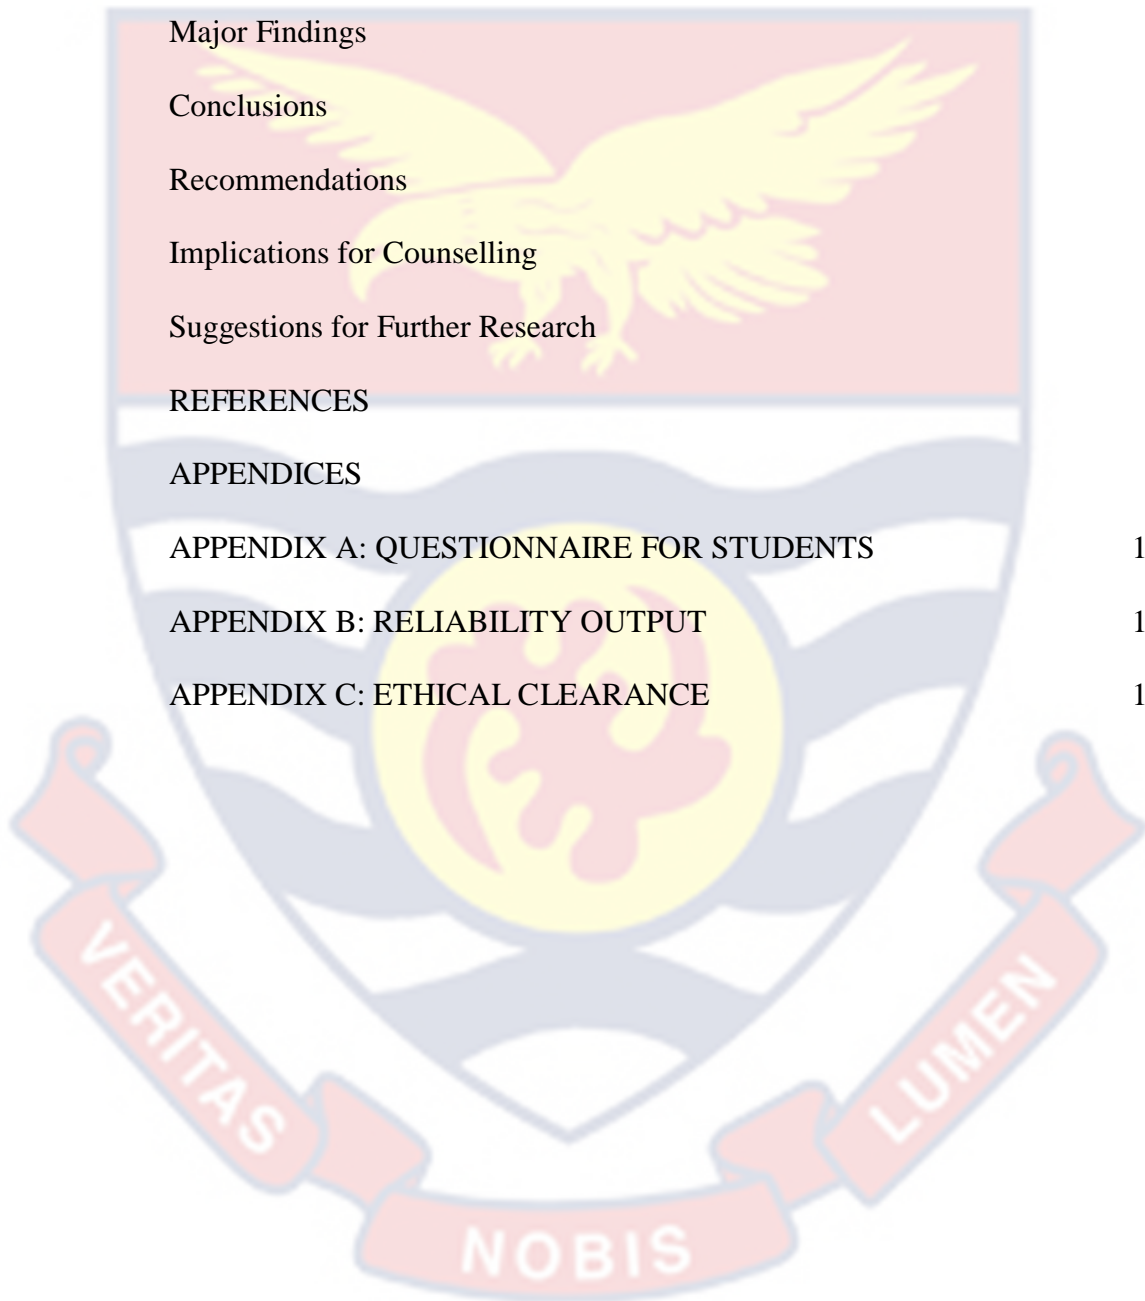 Major Findings
Conclusions
Recommendations
Implications for Counselling
Suggestions for Further Research
REFERENCES
APPENDICES
APPENDIX A: QUESTIONNAIRE FOR STUDENTS 1
APPENDIX B: RELIABILITY OUTPUT 1
APPENDIX C: ETHICAL CLEARANCE 1
VERITAS
NOBIS
LUMEN